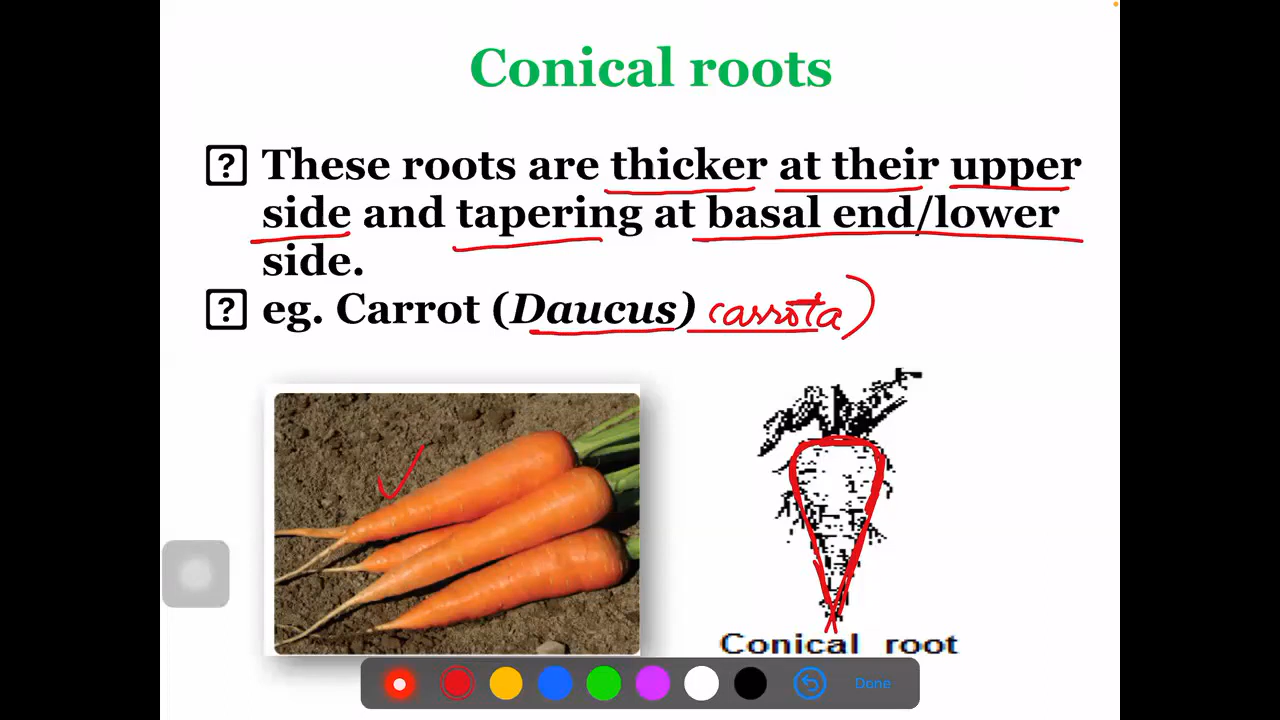 Conical roots
These roots are thicker at their upper
side and tapering at basal end/lower
side.
eg. Carrot (Daucus) carrota)
Conical root
Done